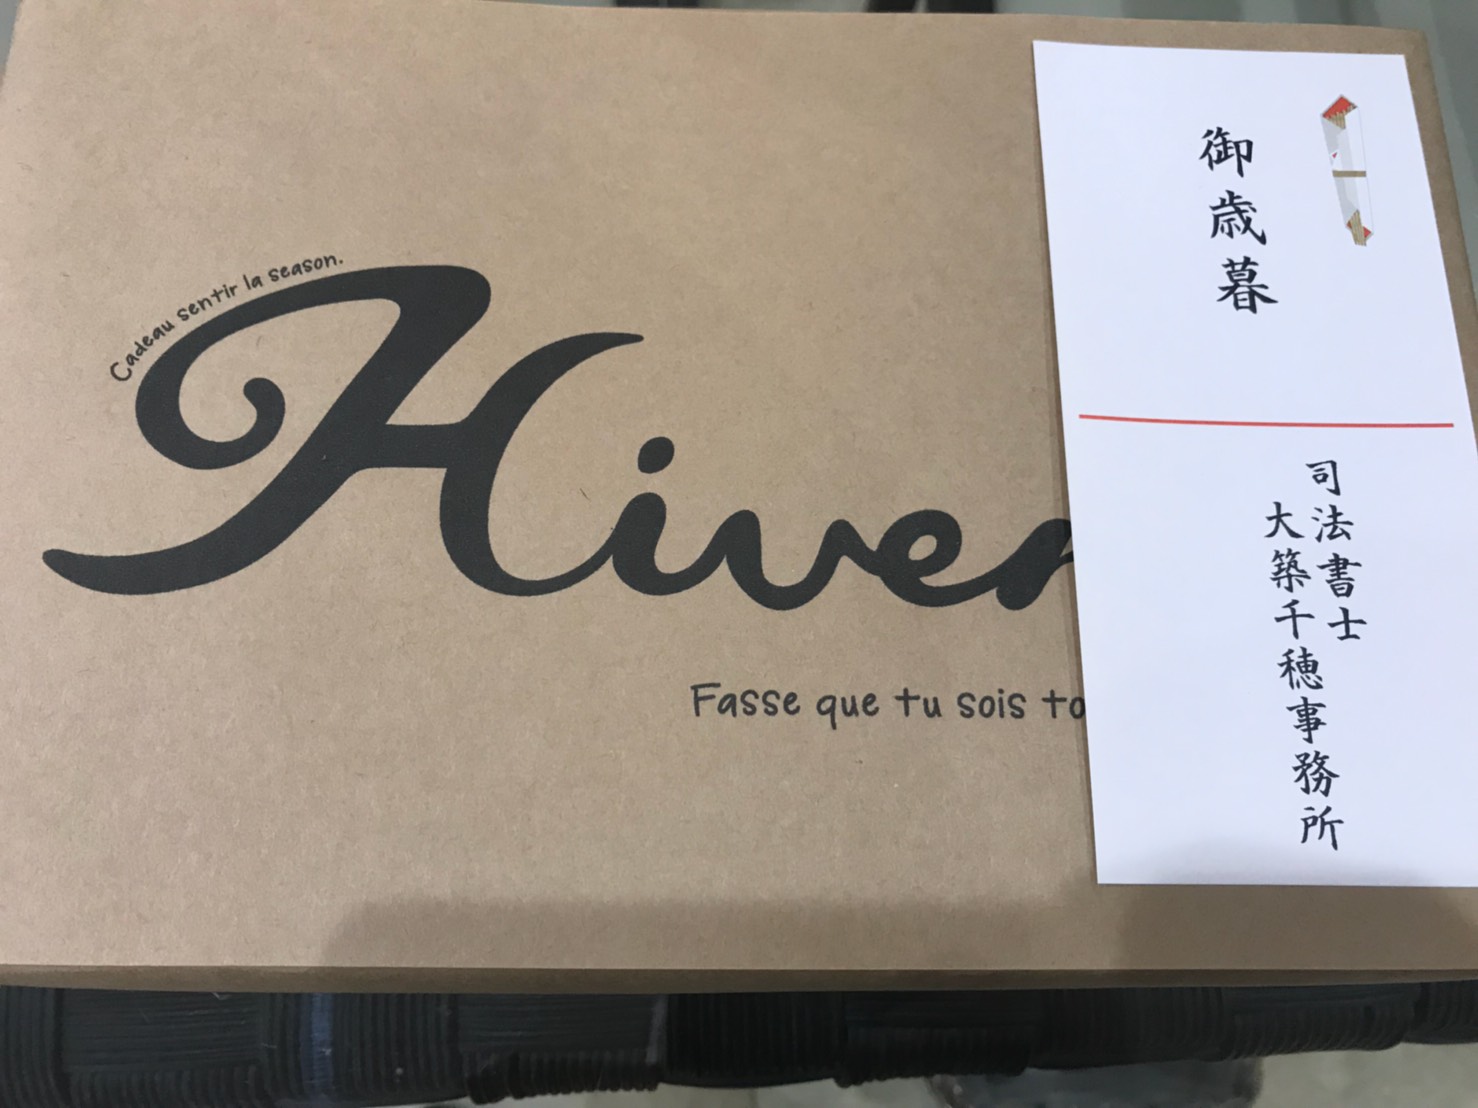 Cadeau sentir la season.
Hiver
Fasse que tu sois to
御歳暮
司法書士
大築千穂事務所